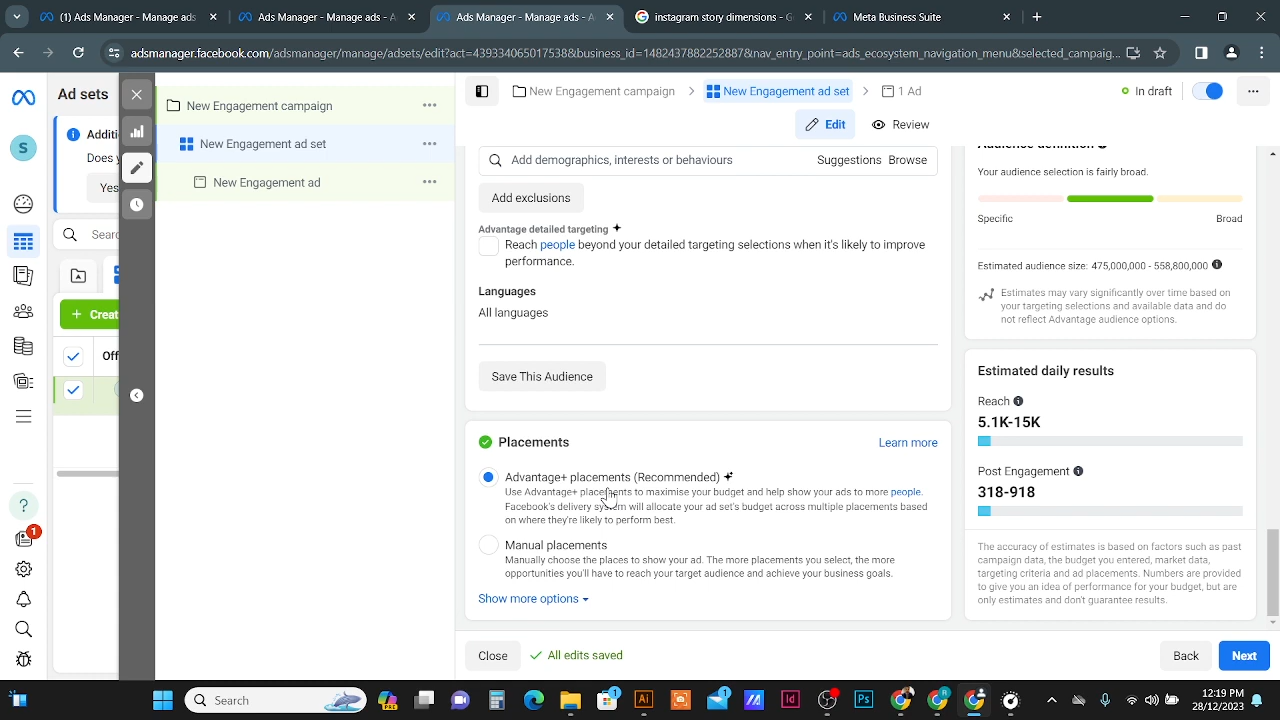 (1) Ad Manager - Manage ads
Ads Manager - Manage ads - A
Ads Manager - Manage ads - A
instagram story dimension - G
Meta Business Suite
adsmanager.facebook.com/adsmanager/manage/adsets/edit?act=439334065017538&business_id=1482437882252887&nav_entry_point=ads_ecosystem_navigation_menu&selected_campaig...
Ad sets
New Engagement campaign
New Engagement campaign
New Engagement ad set
1 Ad
In draft
Additi
Does y
Yes
New Engagement ad set
New Engagement ad
Edit
Review
S
Searc
Creat
Off
Add demographics, interests or behaviours
Suggestions
Browse
Add exclusions
Advantage detailed targeting
Reach people beyond your detailed targeting selections when it's likely to improve
performance.
Languages
All languages
Save This Audience
Placements
Learn more
Advantage+ placements (Recommended)
Use Advantage+ placements to maximise your budget and help show your ads to more people.
Facebook's delivery system will allocate your ad set's budget across multiple placements based
on where they're likely to perform best.
Manual placements
Manually choose the places to show your ad. The more placements you select, the more
opportunities you'll have to reach your target audience and achieve your business goals.
Show more options
Audience definition
Your audience selection is fairly broad.
Specific
Broad
Estimated audience size: 475,000,000 - 558,800,000
Estimates may vary significantly over time based on
your targeting selections and available data and do
not reflect Advantage audience options.
Estimated daily results
Reach
5.1K-15K
Post Engagement
318-918
The accuracy of estimates is based on factors such as past
campaign data, the budget you entered, market data,
targeting criteria and ad placements. Numbers are provided
to give you an idea of performance for your budget, but are
only estimates and don't guarantee results.
?
1
Close
All edits saved
Back
Next
Search
PRE
1
Ai
1
Id
Ps
R
12:19 PM
20/12/2023